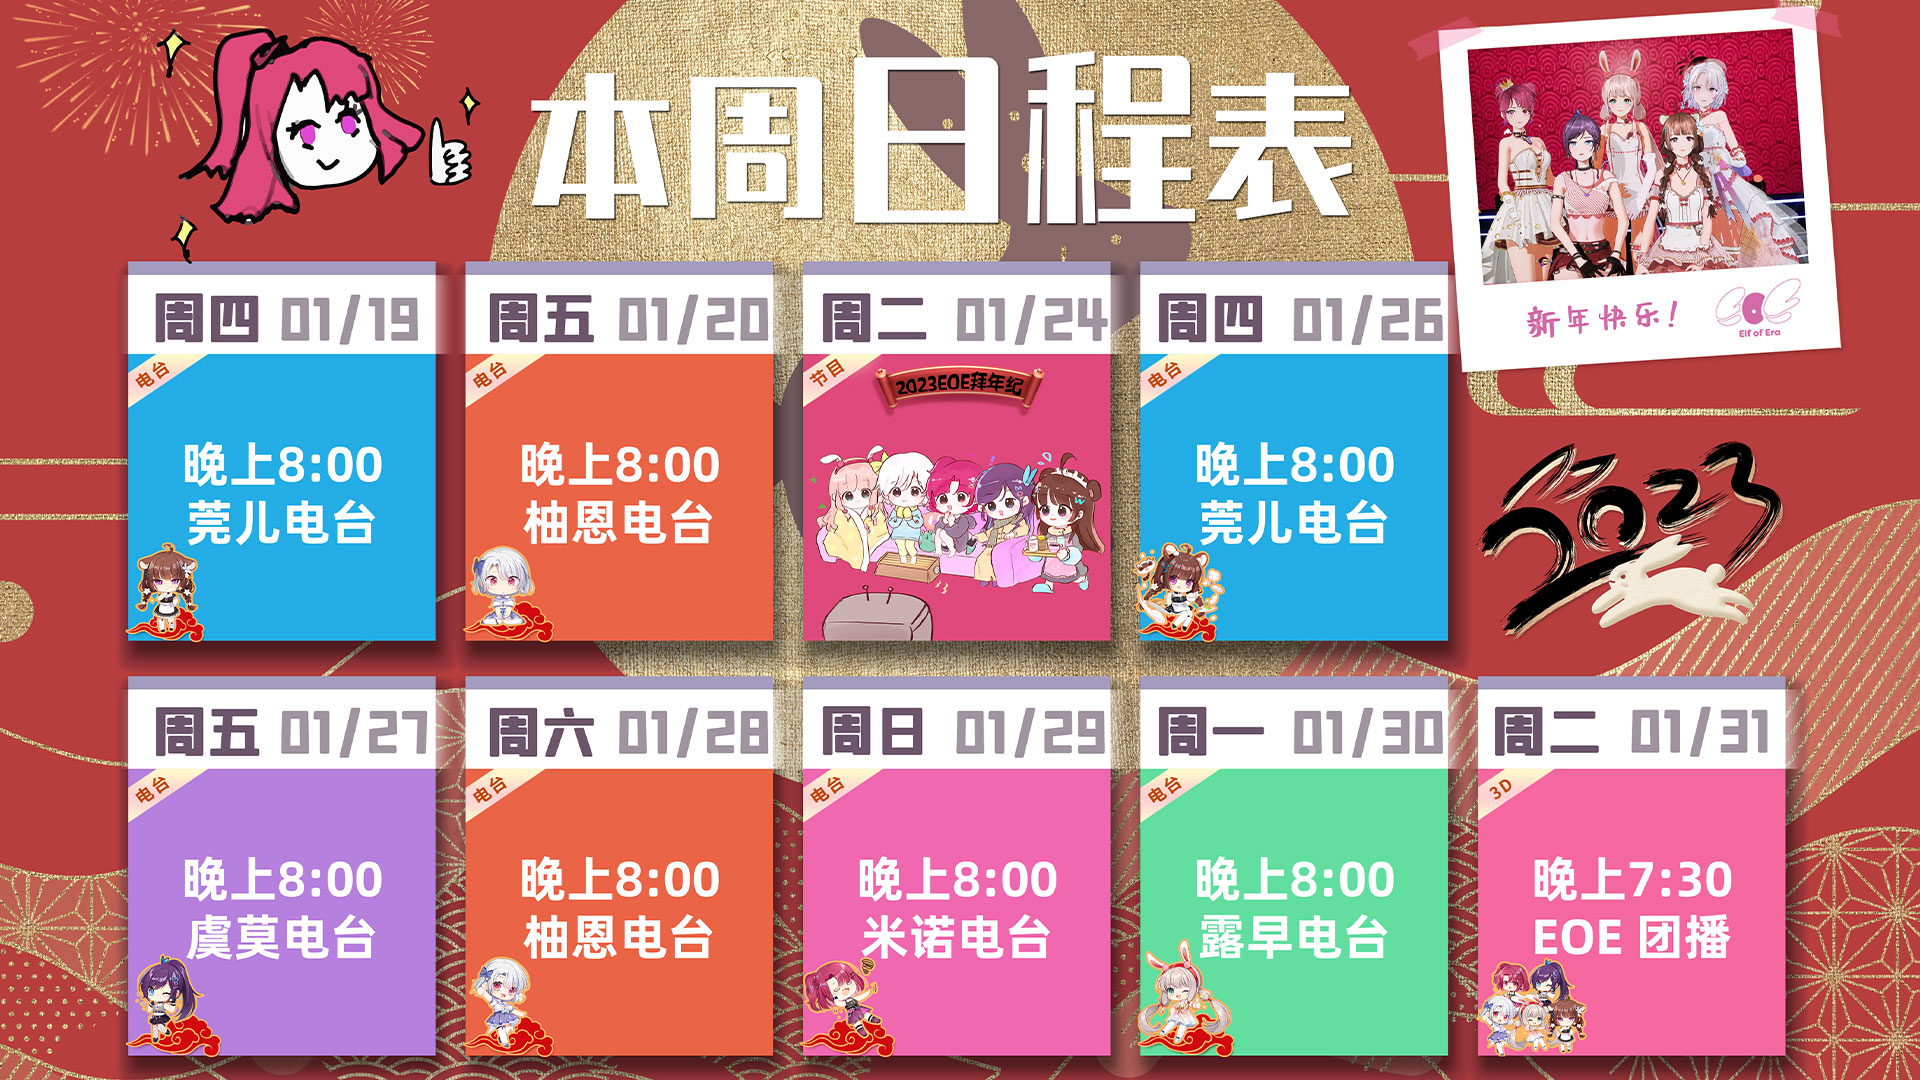 本周日程表
新年快乐!
EOE
Elf of Era
周四 01/19
电台
晚上8:00
莞儿电台
周五 01/20
电台
晚上8:00
柚恩电台
周二 01/24
节目
2023EOE拜年纪
周四 01/26
电台
晚上8:00
莞儿电台
2023
周五 01/27
电台
晚上8:00
虞莫电台
周六 01/28
电台
晚上8:00
柚恩电台
周日 01/29
电台
晚上8:00
米诺电台
周一 01/30
电台
晚上8:00
露早电台
周二 01/31
3D
晚上7:30
EOE 团播